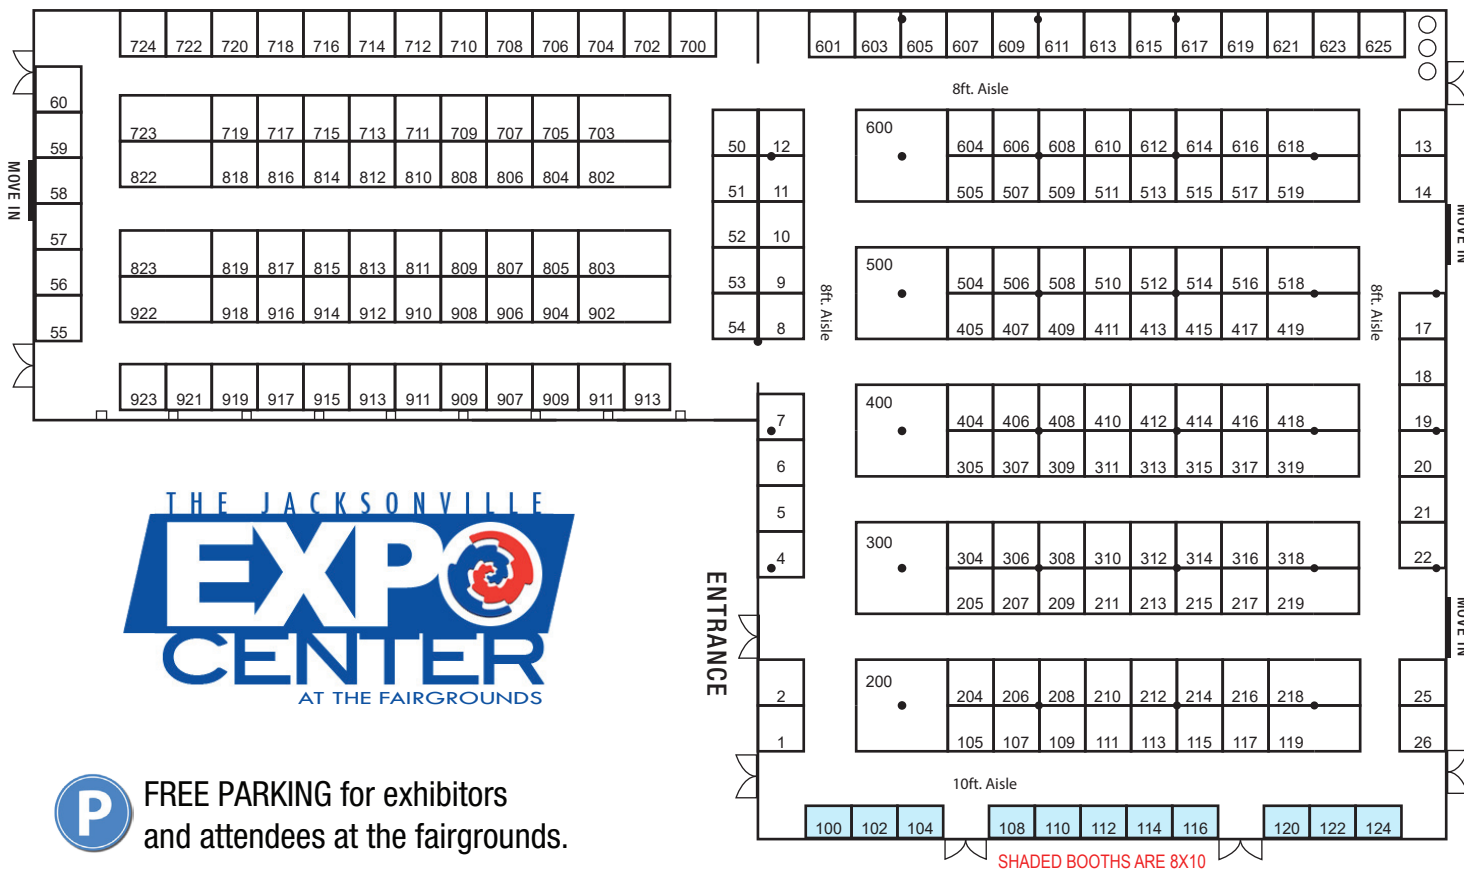 724 722 720 718 716 714 712 710 708 706 704 702 700
601 603 605 607 609 611 613 615 617 619 621 623 625
8ft. Aisle
60
59
58
57
56
55
MOVE IN
723 719 717 715 713 711 709 707 705 703
822 818 816 814 812 810 808 806 804 802
823 819 817 815 813 811 809 807 805 803
922 918 916 914 912 910 908 906 904 902
923 921 919 917 915 913 911 909 907 909 911 913
50 12
51 11
52 10
53 9
54 8
7
6
5
4
2
1
8ft. Aisle
ENTRANCE
600
604 606 608 610 612 614 616 618
505 507 509 511 513 515 517 519
500
504 506 508 510 512 514 516 518
405 407 409 411 413 415 417 419
400
404 406 408 410 412 414 416 418
305 307 309 311 313 315 317 319
300
304 306 308 310 312 314 316 318
205 207 209 211 213 215 217 219
200
204 206 208 210 212 214 216 218
105 107 109 111 113 115 117 119
8ft. Aisle
13
14
17
18
19
20
21
22
25
26
MOVE IN
MOVE IN
10ft. Aisle
100 102 104 108 110 112 114 116 120 122 124
SHADED BOOTHS ARE 8X10
THE JACKSONVILLE
EXPO
CENTER
AT THE FAIRGROUNDS
P
FREE PARKING for exhibitors
and attendees at the fairgrounds.